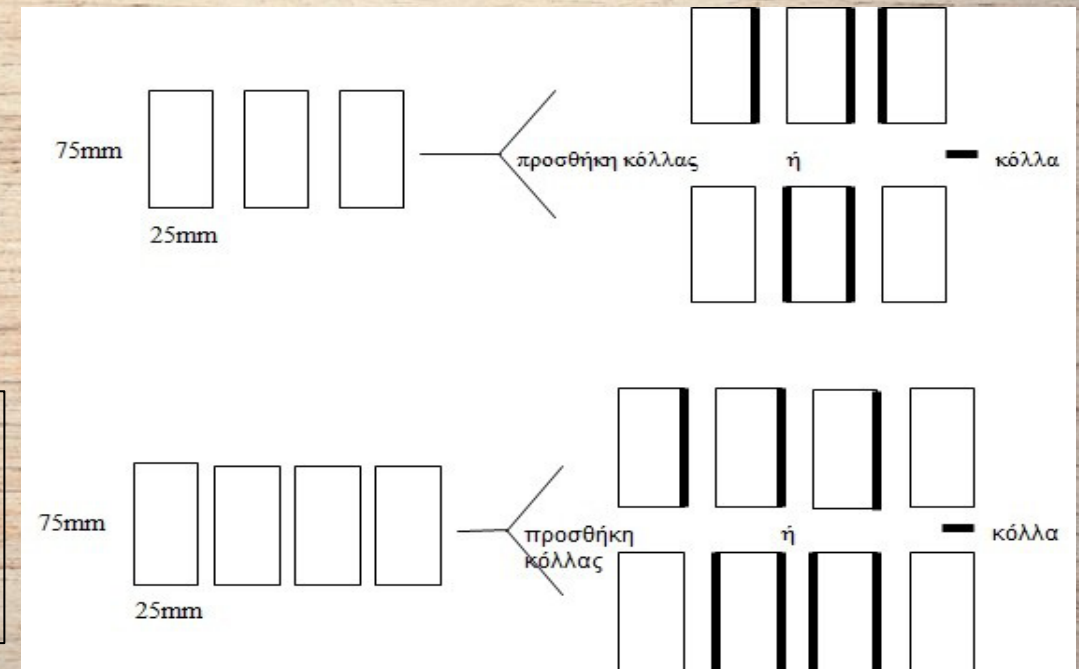 75mm
25mm
προσθήκη κόλλας
ή
κόλλα
75mm
25mm
προσθήκη
κόλλας
ή
κόλλα